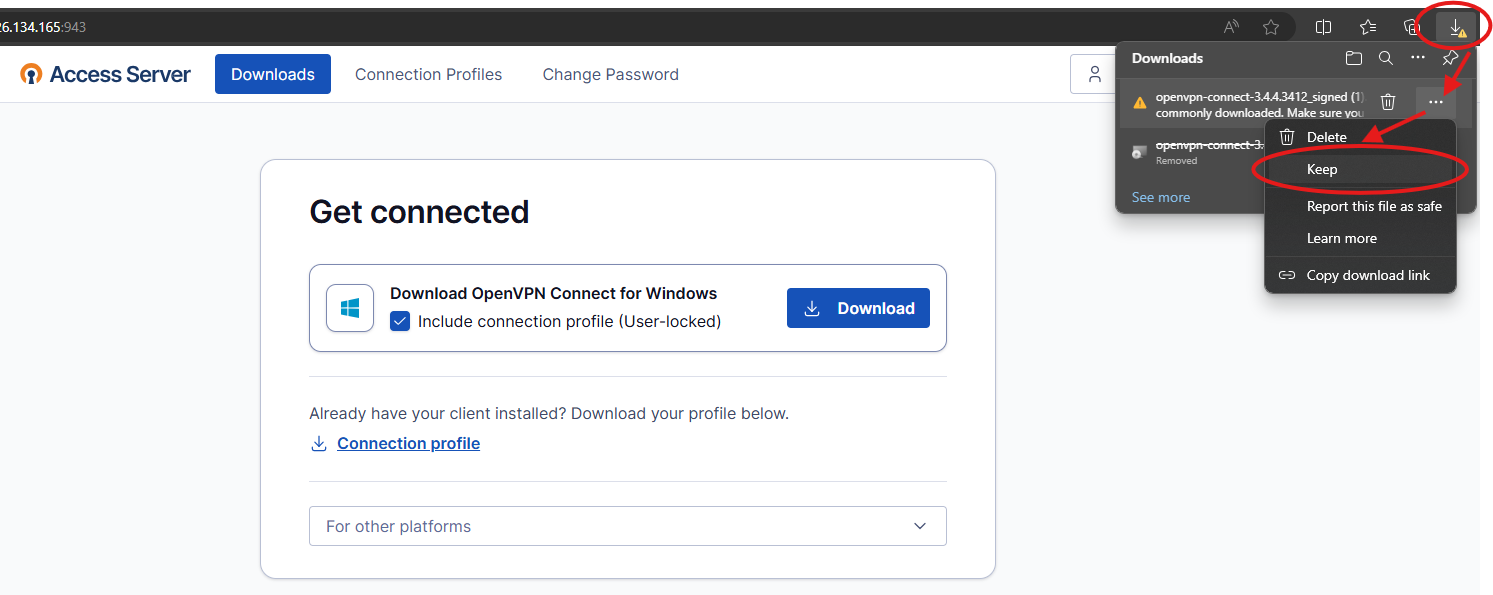 26.134.165:943
Access Server
Downloads
Connection Profiles
Change Password
Downloads
openvpn-connect-3.4.4.3412_signed (1)
commonly downloaded. Make sure you
openvpn-connect-3.
Removed
See more
Delete
Keep
Report this file as safe
Learn more
Copy download link
Get connected
Download OpenVPN Connect for Windows
Include connection profile (User-locked)
Download
Already have your client installed? Download your profile below.
Connection profile
For other platforms